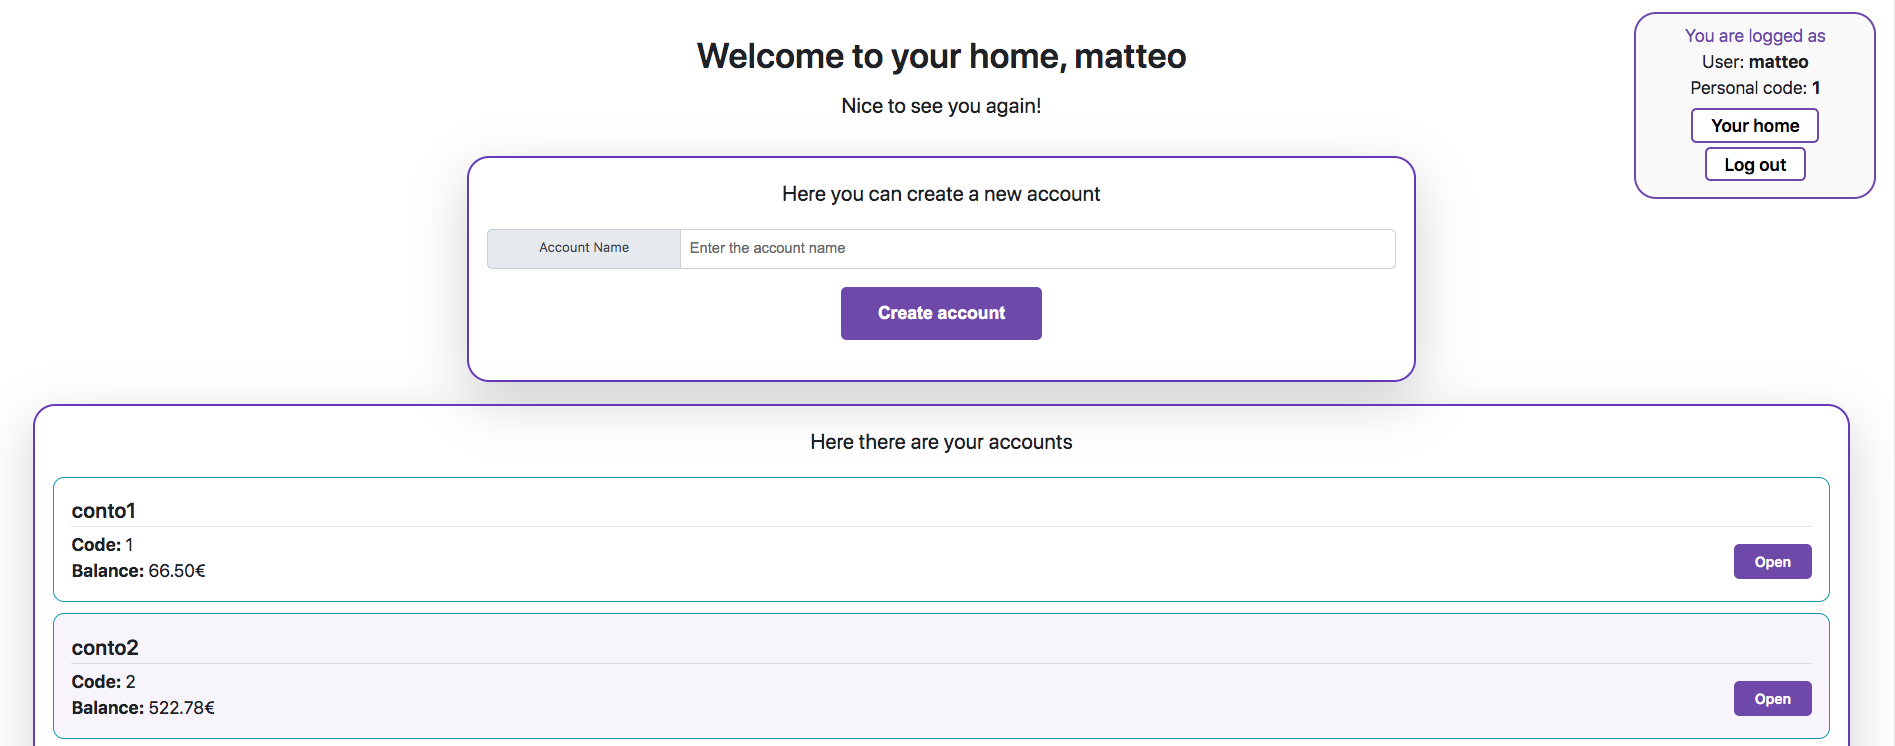 Welcome to your home, matteo
Nice to see you again!
You are logged as
User: matteo
Personal code: 1
Your home
Log out
Here you can create a new account
Account Name
Enter the account name
Create account
Here there are your accounts
conto1
Code: 1
Balance: 66.50€
Open
conto2
Code: 2
Balance: 522.78€
Open